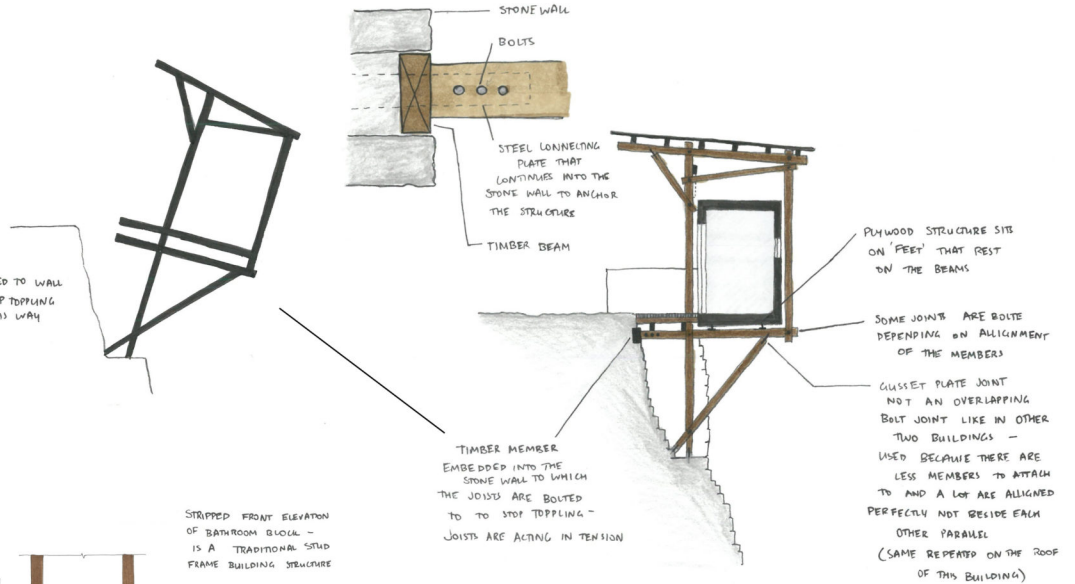 STONE WALL
BOLTS
STEEL CONNECTING
PLATE THAT
CONTINUES INTO THE
STONE WALL TO ANCHOR
THE STRUCTURE
TIMBER BEAM
ED TO WALL
P TOPPLING
IS WAY
PLYWOOD STRUCTURE SITS
ON 'FEET' THAT REST
ON THE BEAMS
SOME JOINTS ARE BOLTE
DEPENDING ON ALLIGNMENT
OF THE MEMBERS
GUSSET PLATE JOINT
NOT AN OVERLAPPING
BOLT JOINT LIKE IN OTHER
TWO BUILDINGS –
USED BECAUSE THERE ARE
LESS MEMBERS TO ATTACH
TO AND A LOT ARE ALLIGNED
PERFECTLY NOT BESIDE EACH
OTHER PARALLEL
(SAME REPEATED ON THE ROOF
OF THIS BUILDING)
TIMBER MEMBER
EMBEDDED INTO THE
STONE WALL TO WHICH
THE JOISTS ARE BOLTED
TO TO STOP TOPPLING –
JOISTS ARE ACTING IN TENSION
STRIPPED FRONT ELEVATION
OF BATHROOM BLOCK –
IS A TRADITIONAL STUD
FRAME BUILDING STRUCTURE